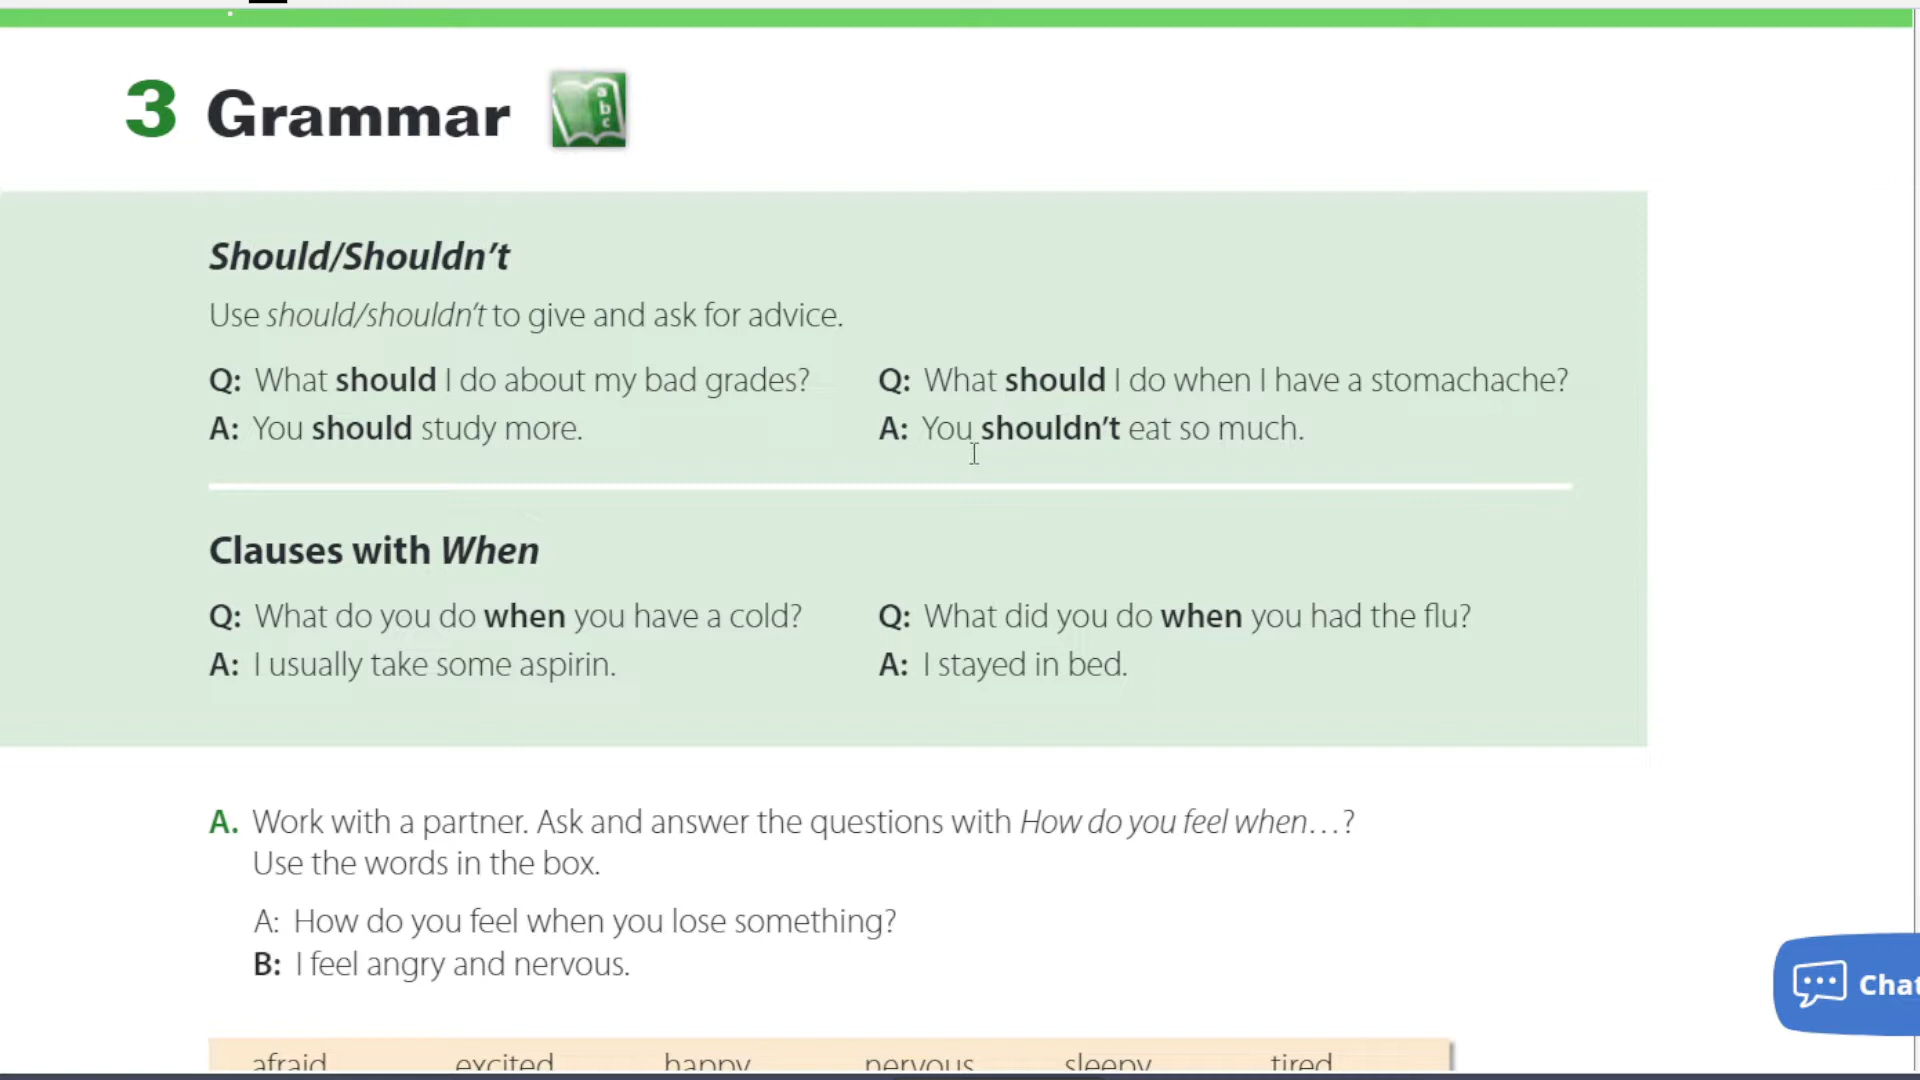 3 Grammar
a
b
c
Should/Shouldn't
Use should/shouldn't to give and ask for advice.
Q: What should I do about my bad grades?
A: You should study more.
Q: What should I do when I have a stomachache?
A: You shouldn't eat so much.
Clauses with When
Q: What do you do when you have a cold?
A: I usually take some aspirin.
Q: What did you do when you had the flu?
A: I stayed in bed.
A. Work with a partner. Ask and answer the questions with How do you feel when...?
Use the words in the box.
A: How do you feel when you lose something?
B: I feel angry and nervous.
afraid excited happy nervous sleepy tired
Chat